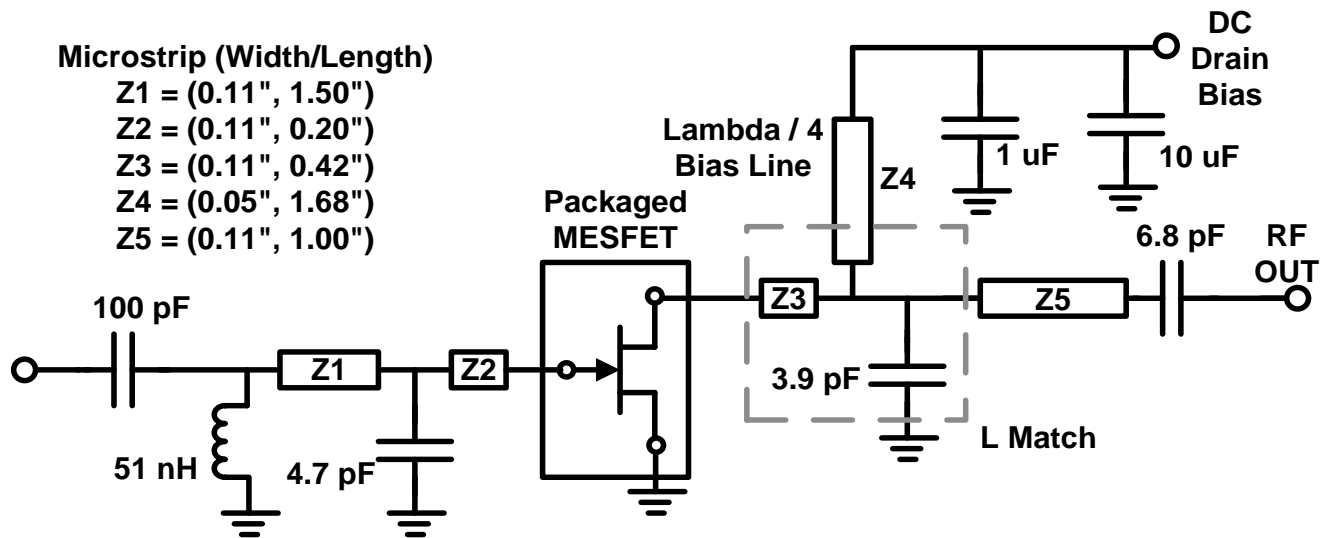 Microstrip (Width/Length)
Z1 = (0.11", 1.50")
Z2 = (0.11", 0.20")
Z3 = (0.11", 0.42")
Z4 = (0.05", 1.68")
Z5 = (0.11", 1.00")
DC
Drain
Bias
Lambda / 4
Bias Line
Z4
1 uF
10 uF
Packaged
MESFET
6.8 pF
RF
OUT
100 pF
Z3
Z5
Z1
Z2
3.9 pF
L Match
51 nH
4.7 pF